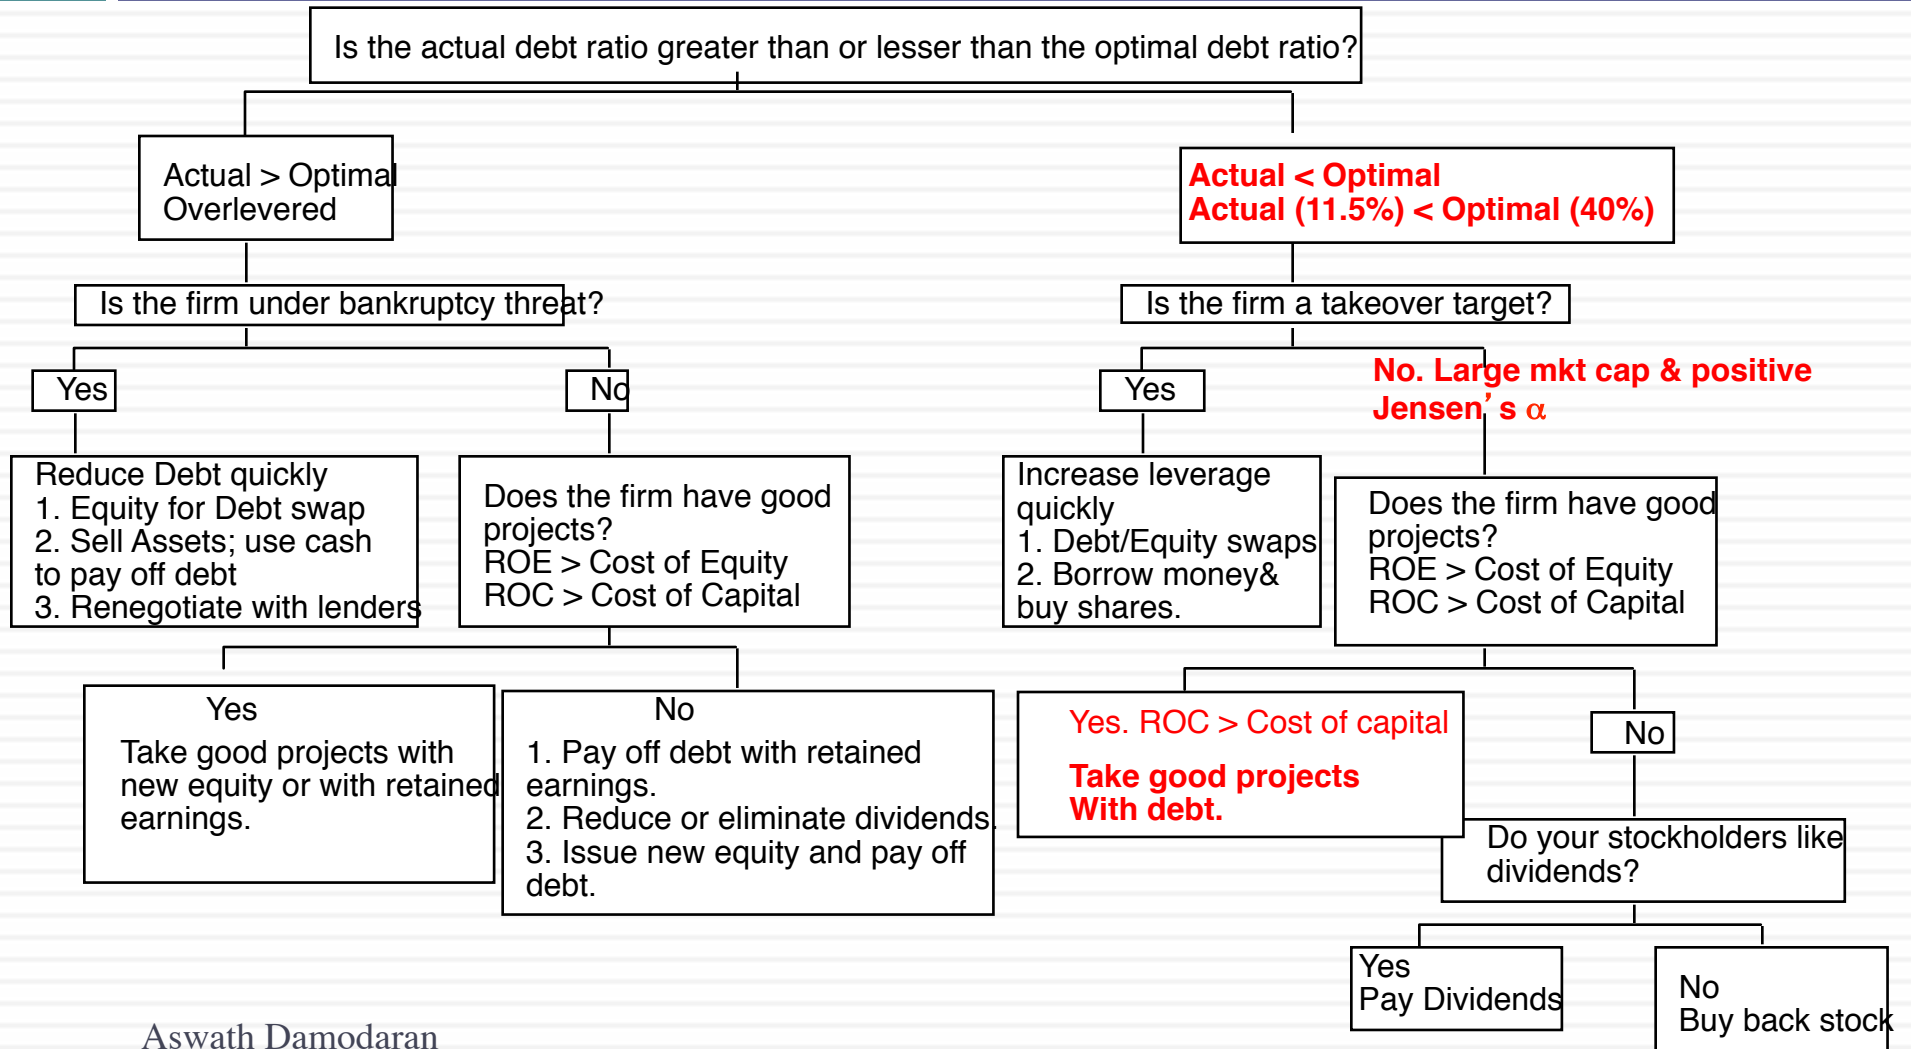 Is the actual debt ratio greater than or lesser than the optimal debt ratio?
Actual > Optimal
Overlevered
Actual < Optimal
Actual (11.5%) < Optimal (40%)
Is the firm under bankruptcy threat?
Is the firm a takeover target?
Yes
No
Yes
No. Large mkt cap & positive
Jensen’s α
Reduce Debt quickly
1. Equity for Debt swap
2. Sell Assets; use cash
to pay off debt
3. Renegotiate with lenders
Does the firm have good
projects?
ROE > Cost of Equity
ROC > Cost of Capital
Increase leverage
quickly
1. Debt/Equity swaps
2. Borrow money&
buy shares.
Does the firm have good
projects?
ROE > Cost of Equity
ROC > Cost of Capital
Yes
Take good projects with
new equity or with retained
earnings.
No
1. Pay off debt with retained
earnings.
2. Reduce or eliminate dividends.
3. Issue new equity and pay off
debt.
Yes. ROC > Cost of capital
Take good projects
With debt.
No
Do your stockholders like
dividends?
Yes
Pay Dividends
No
Buy back stock
Aswath Damodaran